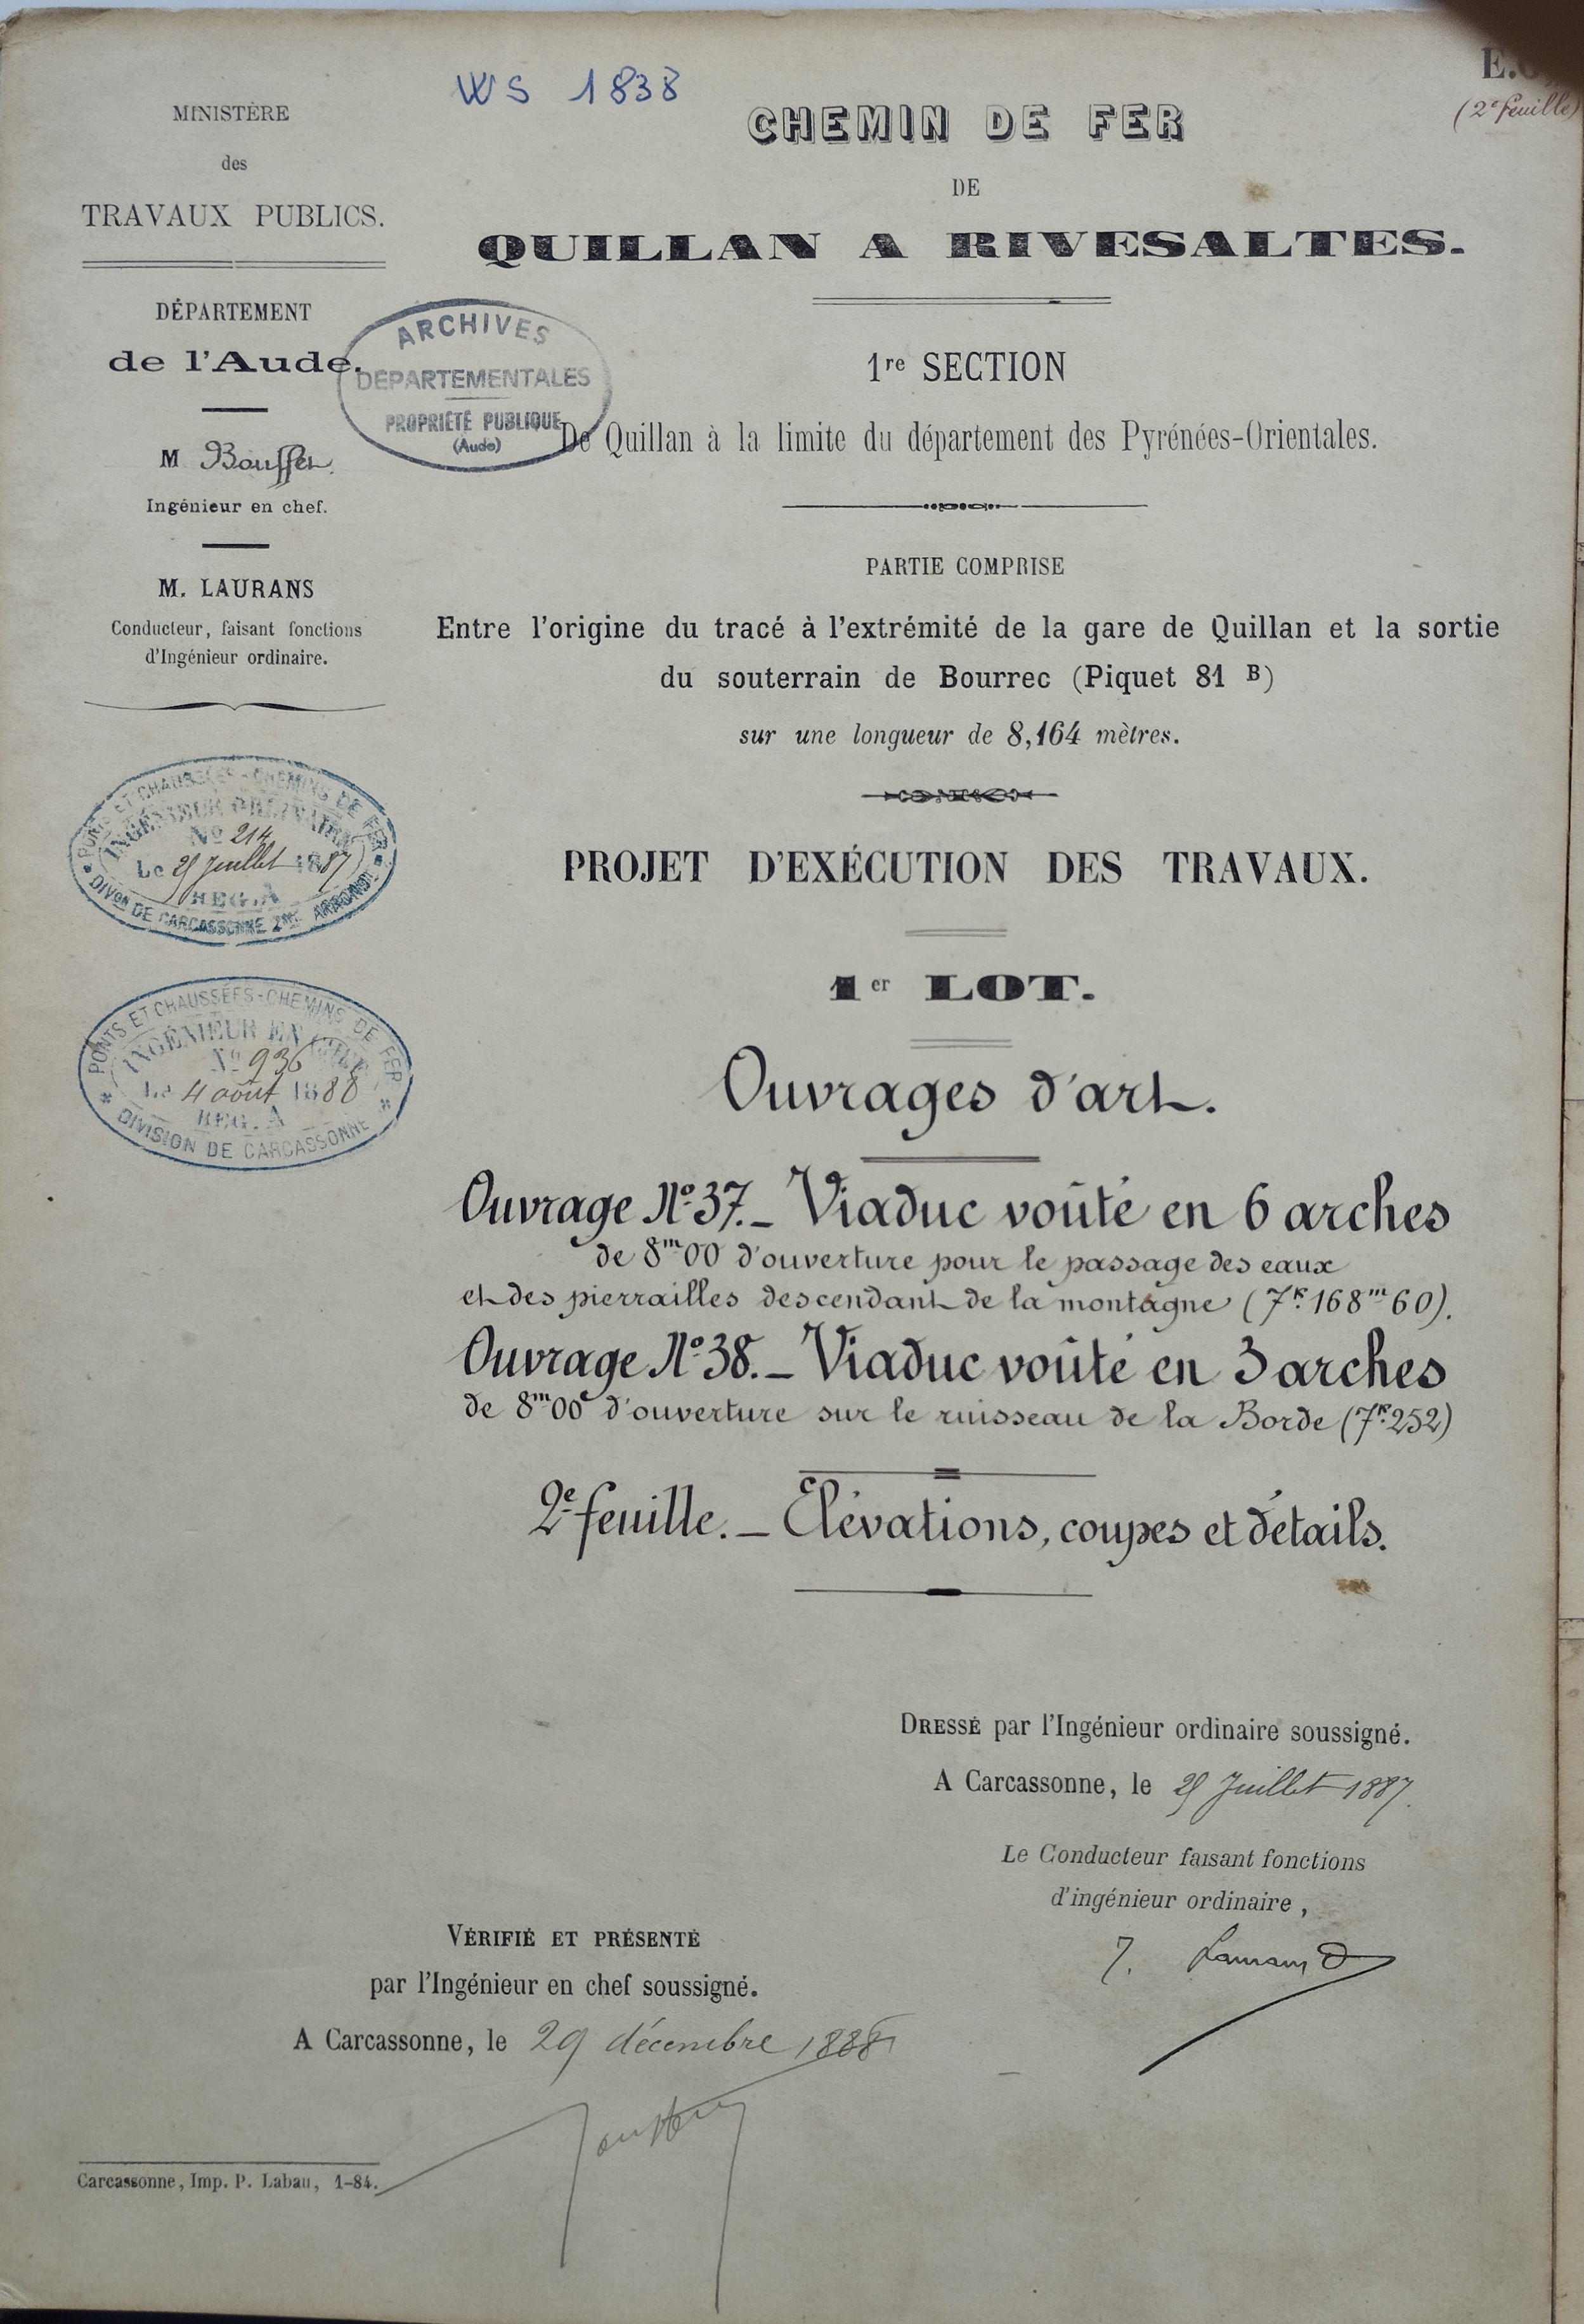 WS 1838
(2e feuille)
MINISTÈRE
des
TRAVAUX PUBLICS.
DÉPARTEMENT
de l'Aude.
M Bouffet
Ingénieur en chef.
M. LAURANS
Conducteur, faisant fonctions
d'Ingénieur ordinaire.
ARCHIVES
DEPARTEMENTALES
PROPRIÉTÉ PUBLIQUE
(Aude)
PONTS ET CHAUSSÉES - CHEMINS DE FER
INGÉNIEUR ORDINAIRE
No 214
Le Juillet 1887
REG. A
DIVon DE CARCASSONNE ARRONDt
PONTS ET CHAUSSÉES - CHEMINS DE FER
INGÉNIEUR EN CHEF
No 936
Le 4 août 1888
REG. A
DIVISION DE CARCASSONNE
CHEMIN DE FER
DE
QUILLAN A RIVESALTES.
1re SECTION
De Quillan à la limite du département des Pyrénées-Orientales.
PARTIE COMPRISE
Entre l'origine du tracé à l'extrémité de la gare de Quillan et la sortie
du souterrain de Bourrec (Piquet 81 B)
sur une longueur de 8,164 mètres.
PROJET D'EXÉCUTION DES TRAVAUX.
1er LOT.
Ouvrages d'art.
Ouvrage No 37. _ Viaduc voûté en 6 arches
de 8m00 d'ouverture pour le passage des eaux
et des pierrailles descendant de la montagne (7k.168m60).
Ouvrage No 38. _ Viaduc voûté en 3 arches
de 8m00 d'ouverture sur le ruisseau de la Borde (7k.252)
2e feuille. _ Élévations, coupes et détails.
DRESSÉ par l'Ingénieur ordinaire soussigné.
A Carcassonne, le Juillet 1887.
Le Conducteur faisant fonctions
d'ingénieur ordinaire,
VÉRIFIÉ ET PRÉSENTÉ
par l'Ingénieur en chef soussigné.
A Carcassonne, le 29 décembre 1888
Carcassonne, Imp. P. Labau, 1-84.